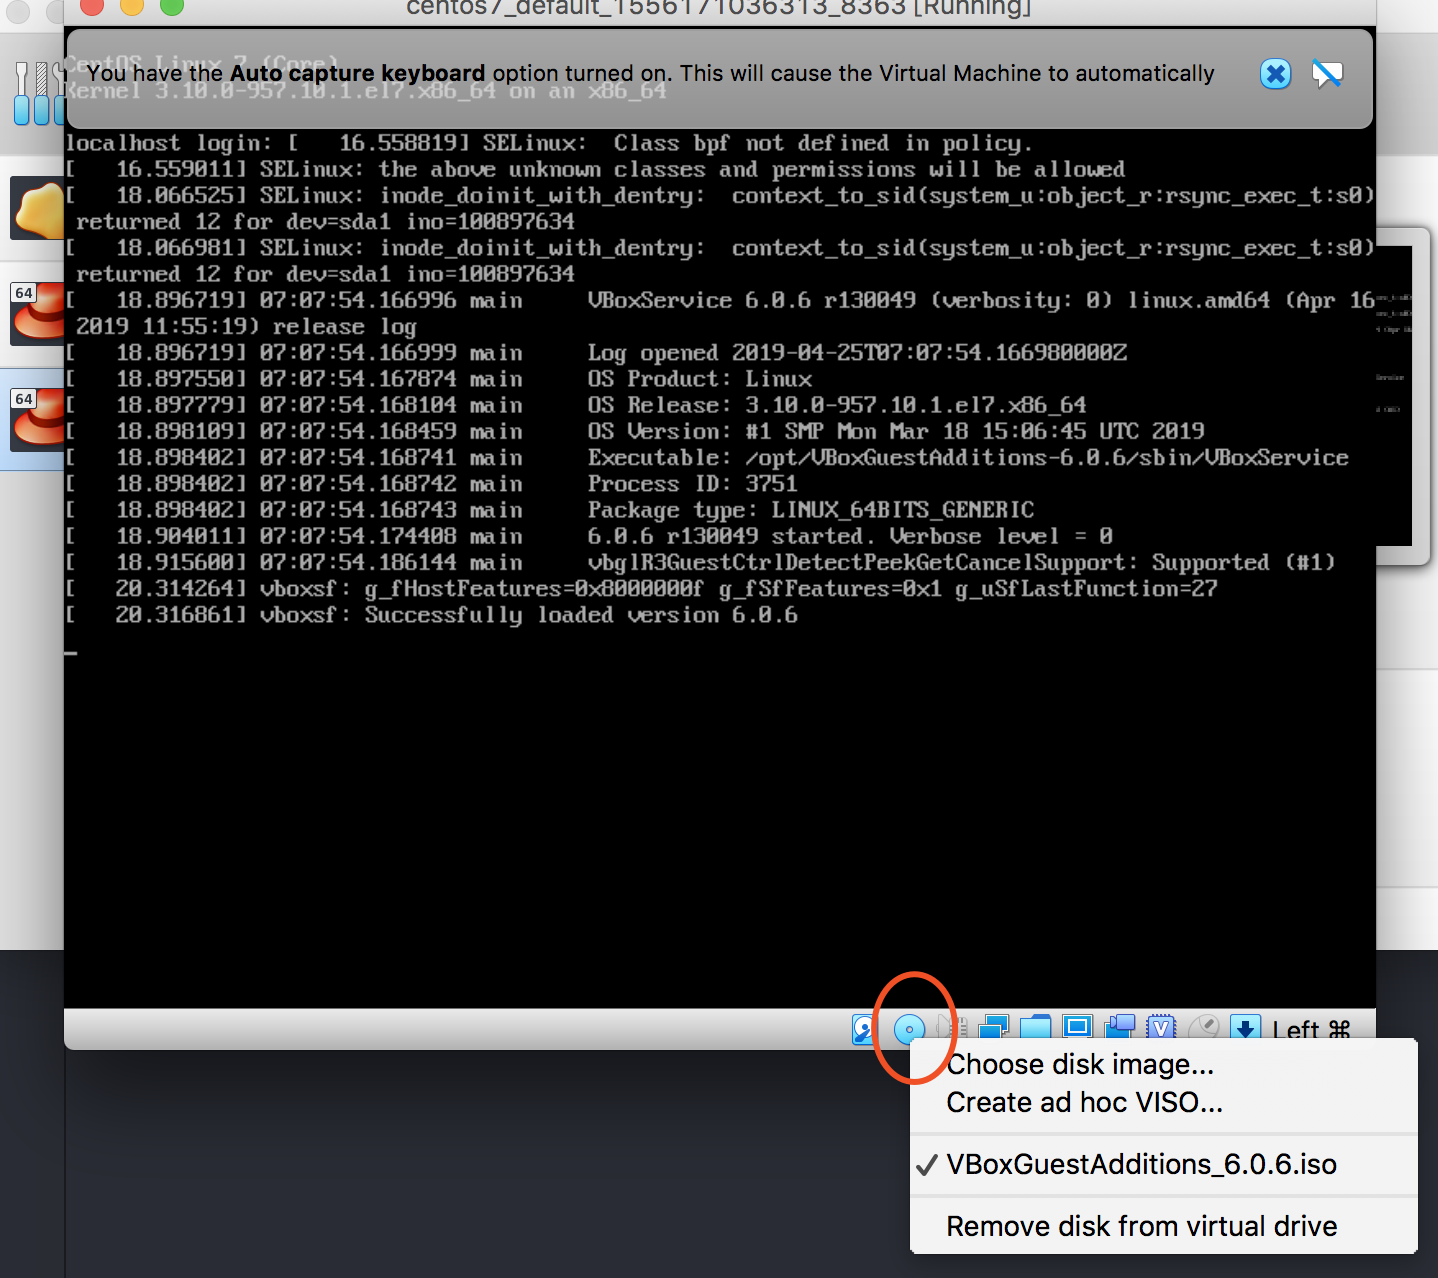 centos7_default_1556171036313_8363 [Running]
CentOS Linux 7 (Core)
You have the Auto capture keyboard option turned on. This will cause the Virtual Machine to automatically
Kernel 3.10.0-957.10.1.el7.x86_64 on an x86_64
localhost login: [   16.558819] SELinux:  Class bpf not defined in policy.
[   16.559011] SELinux: the above unknown classes and permissions will be allowed
[   18.066525] SELinux: inode_doinit_with_dentry:  context_to_sid(system_u:object_r:rsync_exec_t:s0)
returned 12 for dev=sda1 ino=100897634
[   18.066981] SELinux: inode_doinit_with_dentry:  context_to_sid(system_u:object_r:rsync_exec_t:s0)
returned 12 for dev=sda1 ino=100897634
[   18.896719] 07:07:54.166996 main     VBoxService 6.0.6 r130049 (verbosity: 0) linux.amd64 (Apr 16
2019 11:55:19) release log
[   18.896719] 07:07:54.166999 main     Log opened 2019-04-25T07:07:54.166980000Z
[   18.897550] 07:07:54.167874 main     OS Product: Linux
[   18.897779] 07:07:54.168104 main     OS Release: 3.10.0-957.10.1.el7.x86_64
[   18.898109] 07:07:54.168459 main     OS Version: #1 SMP Mon Mar 18 15:06:45 UTC 2019
[   18.898402] 07:07:54.168741 main     Executable: /opt/VBoxGuestAdditions-6.0.6/sbin/VBoxService
[   18.898402] 07:07:54.168742 main     Process ID: 3751
[   18.898402] 07:07:54.168743 main     Package type: LINUX_64BITS_GENERIC
[   18.904011] 07:07:54.174408 main     6.0.6 r130049 started. Verbose level = 0
[   18.915600] 07:07:54.186144 main     vbglR3GuestCtrlDetectPeekGetCancelSupport: Supported (#1)
[   20.314264] vboxsf: g_fHostFeatures=0x8000000f g_fSfFeatures=0x1 g_uSfLastFunction=27
[   20.316861] vboxsf: Successfully loaded version 6.0.6
64
64
V
Left ⌘
Choose disk image...
Create ad hoc VISO...
✓ VBoxGuestAdditions_6.0.6.iso
Remove disk from virtual drive